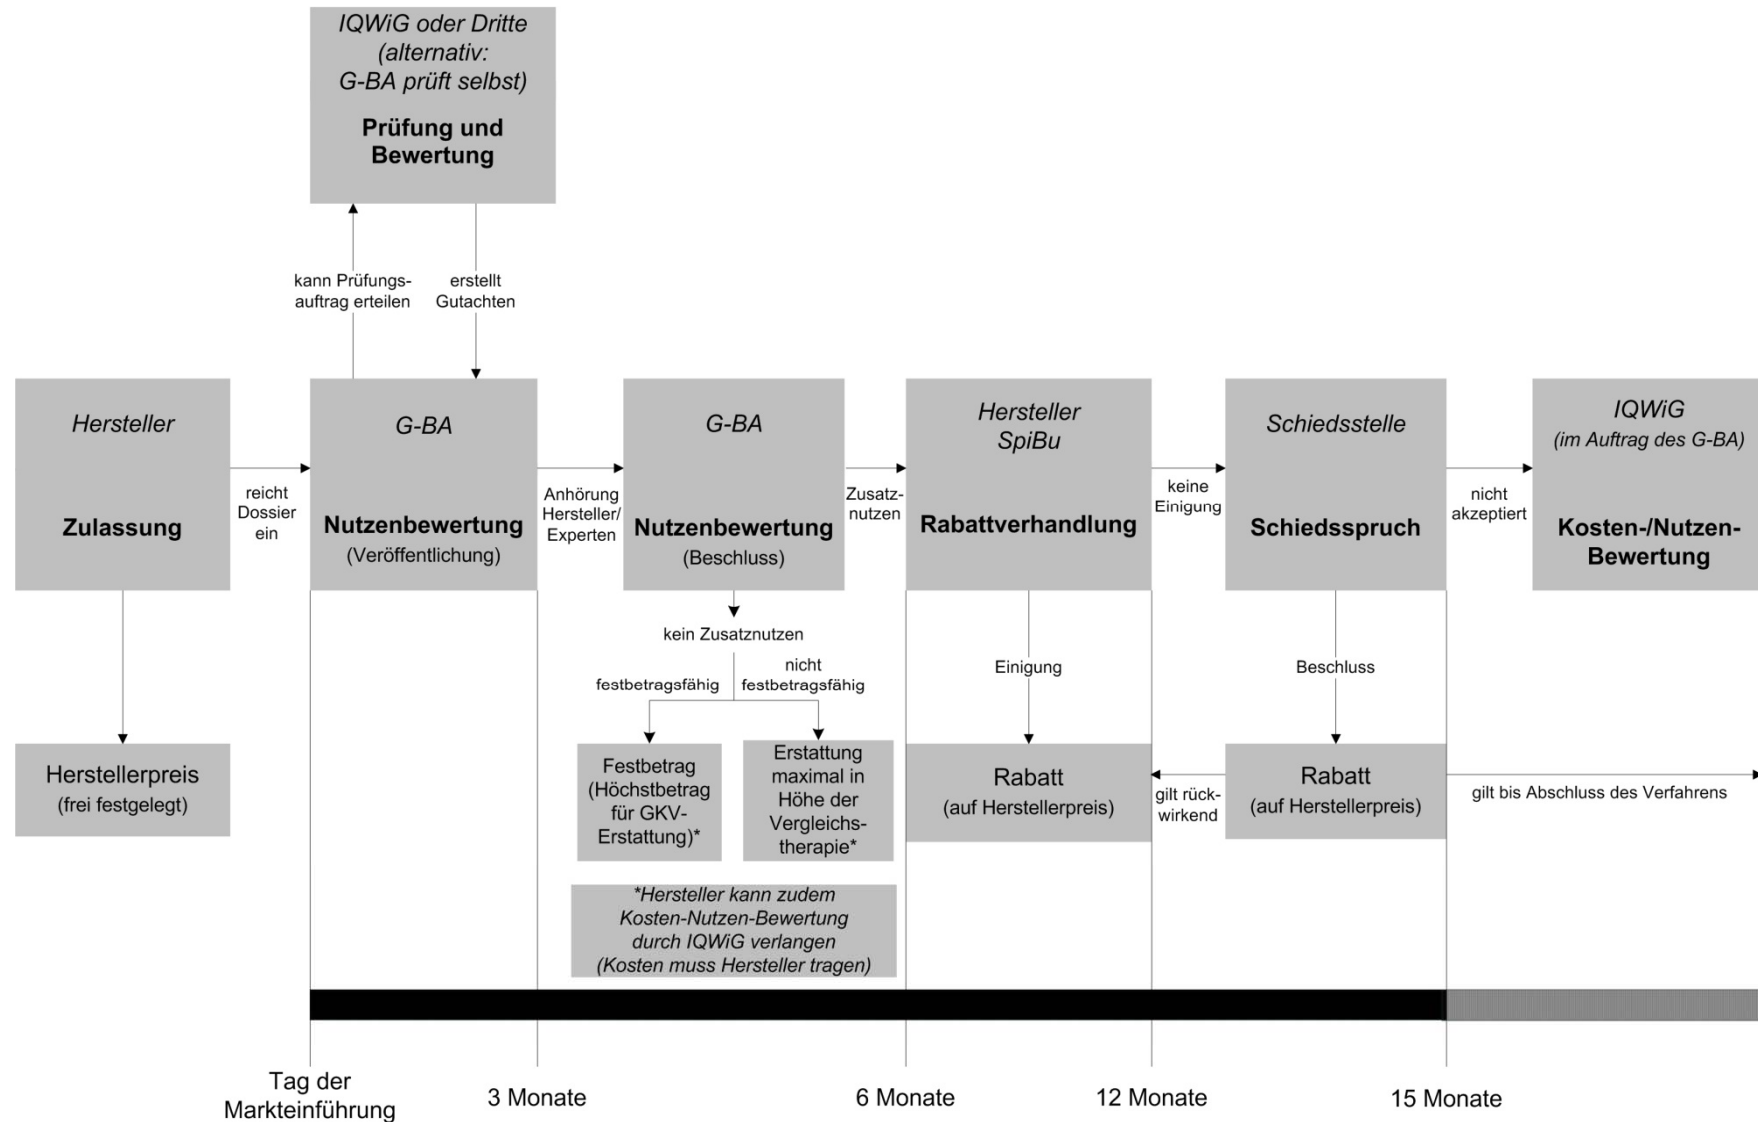 IQWiG oder Dritte
(alternativ:
G-BA prüft selbst)
Prüfung und
Bewertung
kann Prüfungs-
auftrag erteilen
erstellt
Gutachten
Hersteller
Zulassung
reicht
Dossier
ein
G-BA
Nutzenbewertung
(Veröffentlichung)
Anhörung
Hersteller/
Experten
G-BA
Nutzenbewertung
(Beschluss)
Zusatz-
nutzen
Hersteller
SpiBu
Rabattverhandlung
keine
Einigung
Schiedsstelle
Schiedsspruch
nicht
akzeptiert
IQWiG
(im Auftrag des G-BA)
Kosten-/Nutzen-
Bewertung
kein Zusatznutzen
festbetragsfähig
nicht
festbetragsfähig
Einigung
Beschluss
Herstellerpreis
(frei festgelegt)
Festbetrag
(Höchstbetrag
für GKV-
Erstattung)*
Erstattung
maximal in
Höhe der
Vergleichs-
therapie*
Rabatt
(auf Herstellerpreis)
gilt rück-
wirkend
Rabatt
(auf Herstellerpreis)
gilt bis Abschluss des Verfahrens
*Hersteller kann zudem
Kosten-Nutzen-Bewertung
durch IQWiG verlangen
(Kosten muss Hersteller tragen)
Tag der
Markteinführung
3 Monate
6 Monate
12 Monate
15 Monate